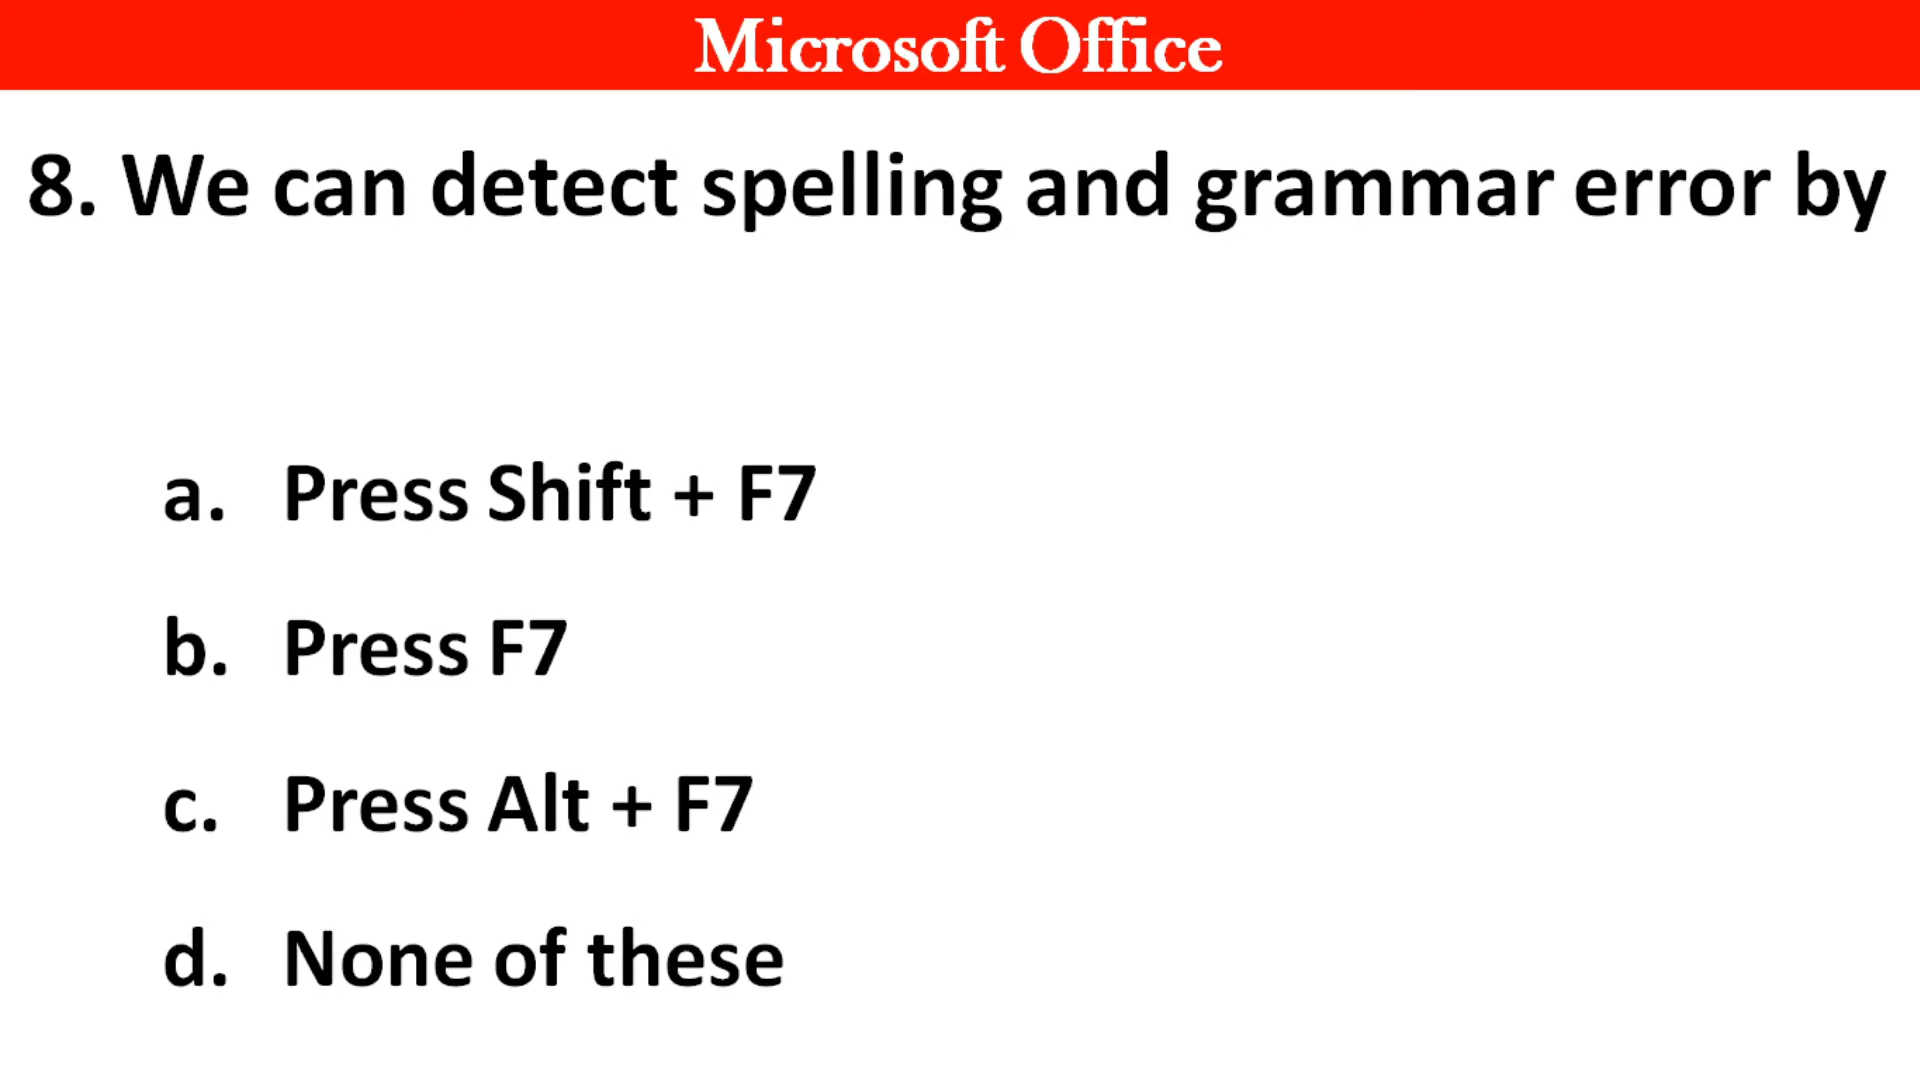 Microsoft Office
8. We can detect spelling and grammar error by
a. Press Shift + F7
b. Press F7
c. Press Alt + F7
d. None of these